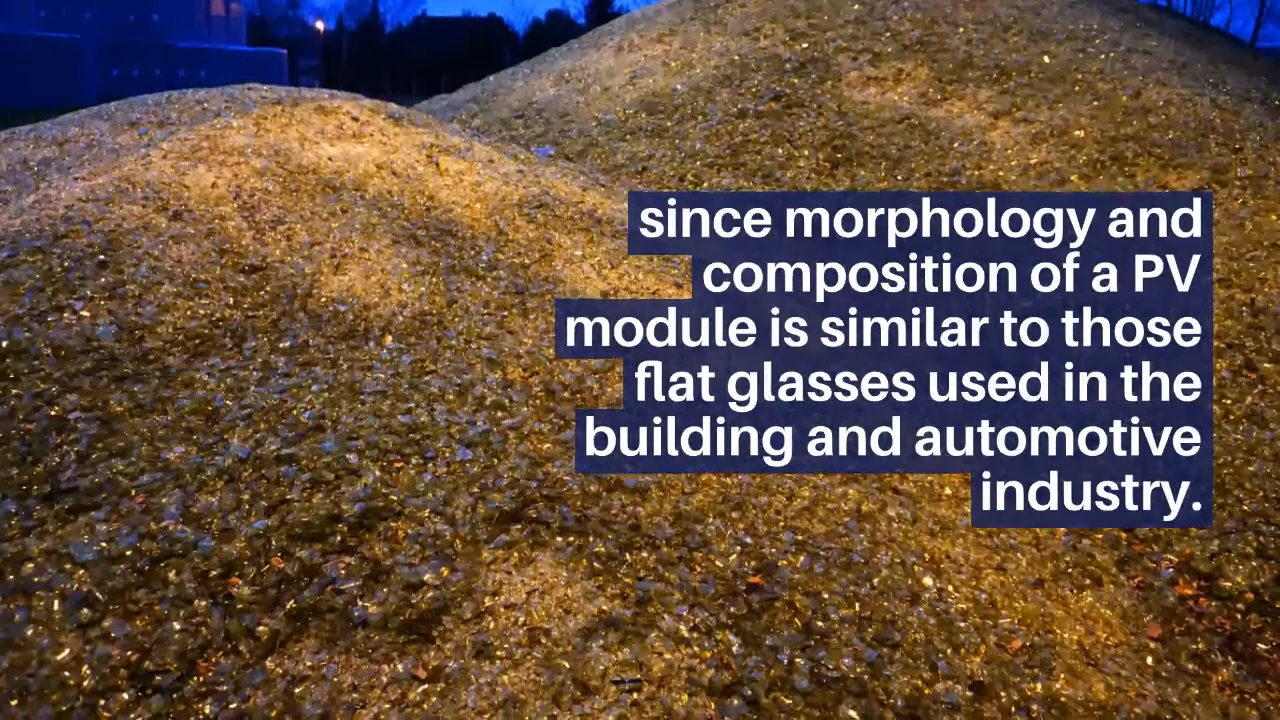 since morphology and
composition of a PV
module is similar to those
flat glasses used in the
building and automotive
industry.